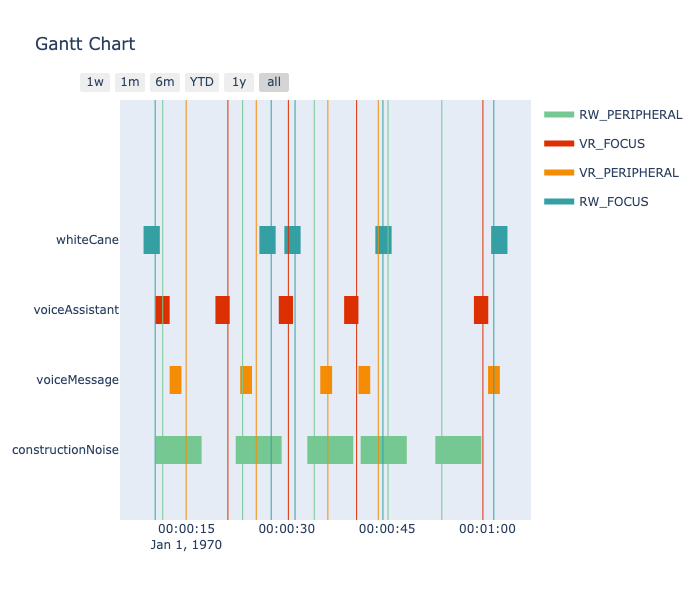 Gantt Chart
1w 1m 6m YTD 1y all
RW_PERIPHERAL
VR_FOCUS
VR_PERIPHERAL
RW_FOCUS
whiteCane
voiceAssistant
voiceMessage
constructionNoise
00:00:15 00:00:30 00:00:45 00:01:00
Jan 1, 1970